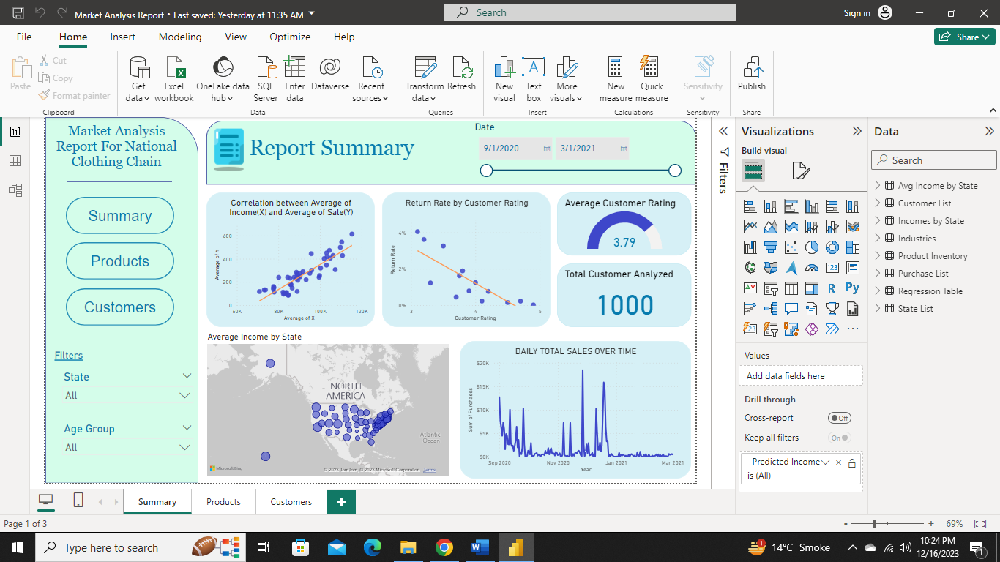 Market Analysis Report • Last saved: Yesterday at 11:35 AM
Search
Sign in
File
Home
Insert
Modeling
View
Optimize
Help
Share
Paste
Cut
Copy
Format painter
Clipboard
Get data
Excel workbook
OneLake data hub
SQL Server
Enter data
Dataverse
Recent sources
Data
Transform data
Refresh
Queries
New visual
Text box
More visuals
Insert
New measure
Quick measure
Calculations
Sensitivity
Sensitivity
Publish
Share
Market Analysis
Report For National
Clothing Chain
Summary
Products
Customers
Filters
State
All
Age Group
All
Report Summary
Date
9/1/2020
3/1/2021
Correlation between Average of
Income(X) and Average of Sale(Y)
Average of Y
600
400
200
0
60K 80K 100K 120K
Average of X
Return Rate by Customer Rating
Return Rate
4%
2%
0%
3 4 5
Customer Rating
Average Customer Rating
3.79
Total Customer Analyzed
1000
Average Income by State
NORTH
AMERICA
Atlantic
Ocean
Microsoft Bing
© 2023 TomTom, © 2023 Microsoft Corporation Terms
DAILY TOTAL SALES OVER TIME
Sum of Purchases
$20K
$15K
$10K
$5K
$0K
Sep 2020 Nov 2020 Jan 2021 Mar 2021
Year
Filters
Visualizations
Build visual
R
Py
123
123
Values
Add data fields here
Drill through
Cross-report
Off
Keep all filters
On
Predicted Income
is (All)
Data
Search
Avg Income by State
Customer List
Incomes by State
Industries
Product Inventory
Purchase List
Regression Table
State List
Summary
Products
Customers
Page 1 of 3
69%
Type here to search
1
14°C Smoke
10:24 PM
12/16/2023
1